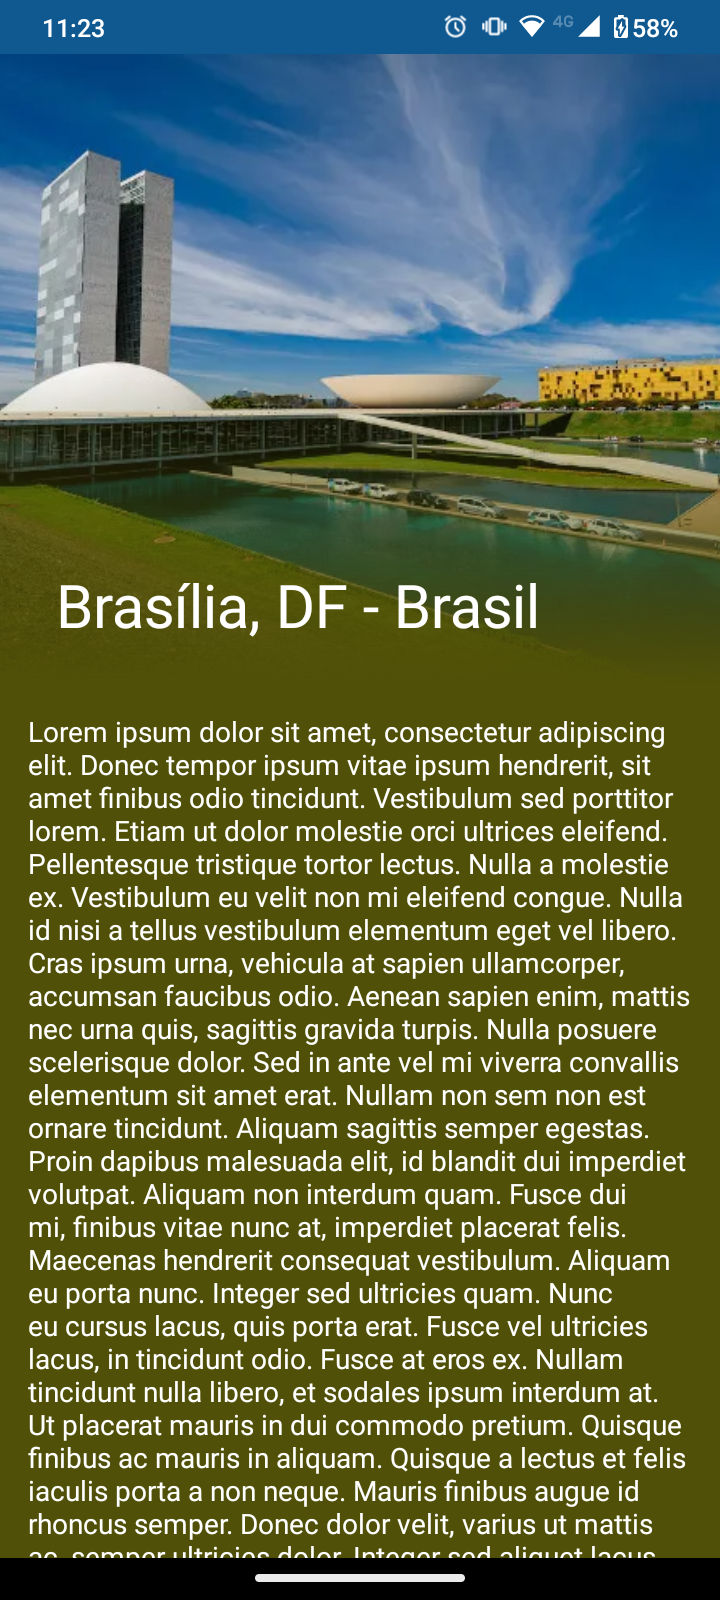 11:23
4G 58%
Brasília, DF - Brasil
Lorem ipsum dolor sit amet, consectetur adipiscing
elit. Donec tempor ipsum vitae ipsum hendrerit, sit
amet finibus odio tincidunt. Vestibulum sed porttitor
lorem. Etiam ut dolor molestie orci ultrices eleifend.
Pellentesque tristique tortor lectus. Nulla a molestie
ex. Vestibulum eu velit non mi eleifend congue. Nulla
id nisi a tellus vestibulum elementum eget vel libero.
Cras ipsum urna, vehicula at sapien ullamcorper,
accumsan faucibus odio. Aenean sapien enim, mattis
nec urna quis, sagittis gravida turpis. Nulla posuere
scelerisque dolor. Sed in ante vel mi viverra convallis
elementum sit amet erat. Nullam non sem non est
ornare tincidunt. Aliquam sagittis semper egestas.
Proin dapibus malesuada elit, id blandit dui imperdiet
volutpat. Aliquam non interdum quam. Fusce dui
mi, finibus vitae nunc at, imperdiet placerat felis.
Maecenas hendrerit consequat vestibulum. Aliquam
eu porta nunc. Integer sed ultricies quam. Nunc
eu cursus lacus, quis porta erat. Fusce vel ultricies
lacus, in tincidunt odio. Fusce at eros ex. Nullam
tincidunt nulla libero, et sodales ipsum interdum at.
Ut placerat mauris in dui commodo pretium. Quisque
finibus ac mauris in aliquam. Quisque a lectus et felis
iaculis porta a non neque. Mauris finibus augue id
rhoncus semper. Donec dolor velit, varius ut mattis
ac, semper ultricies dolor. Integer sed aliquet lacus